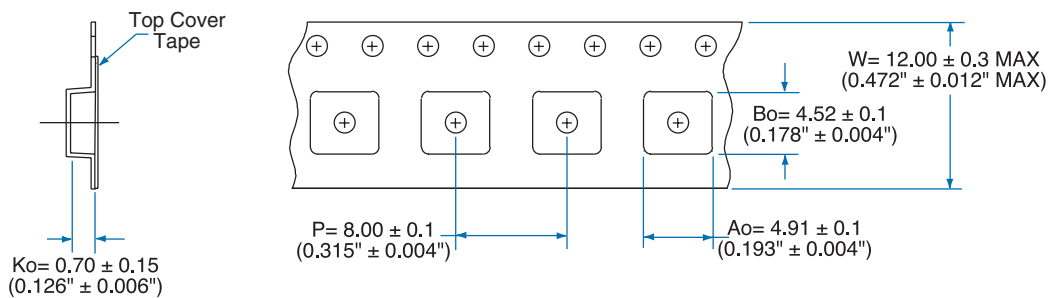 Top Cover
Tape
W= 12.00 ± 0.3 MAX
(0.472" ± 0.012" MAX)
Bo= 4.52 ± 0.1
(0.178" ± 0.004")
P= 8.00 ± 0.1
(0.315" ± 0.004")
Ao= 4.91 ± 0.1
(0.193" ± 0.004")
Ko= 0.70 ± 0.15
(0.126" ± 0.006")